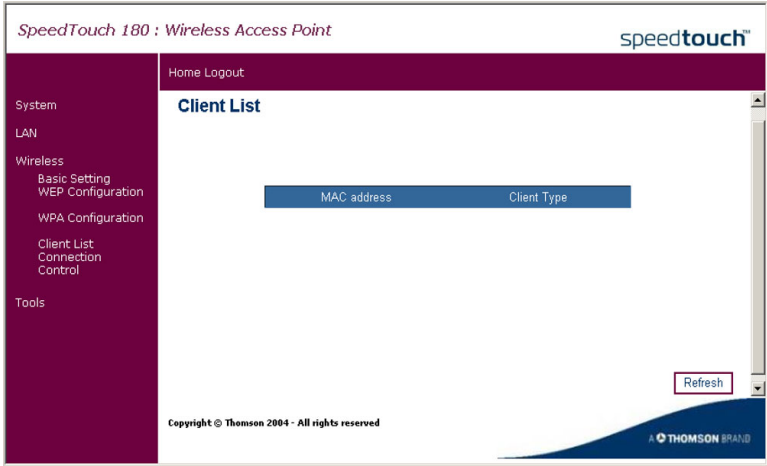 SpeedTouch 180 : Wireless Access Point
speedtouch™
Home Logout
System
LAN
Wireless
Basic Setting
WEP Configuration
WPA Configuration
Client List
Connection
Control
Tools
Client List
MAC address Client Type
Refresh
Copyright © Thomson 2004 - All rights reserved
A THOMSON BRAND